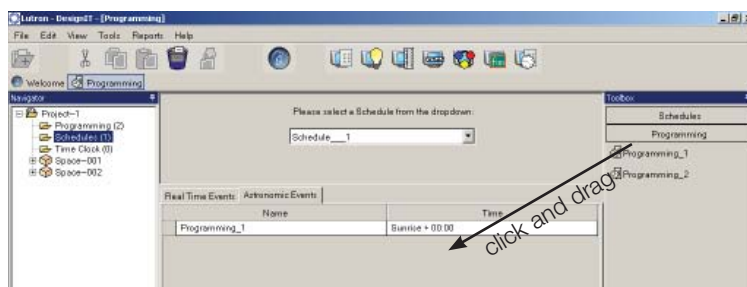 Lutron - DesignIT - [Programming]
File Edit View Tools Reports Help
Welcome Programming
Navigator
Project-1
Programming (2)
Schedules (1)
Time Clock (0)
Space-001
Space-002
Please select a Schedule from the dropdown:
Schedule___1
Real Time Events Astronomic Events
Name Time
Programming_1 Sunrise + 00:00
Toolbox
Schedules
Programming
Programming_1
Programming_2
click and drag